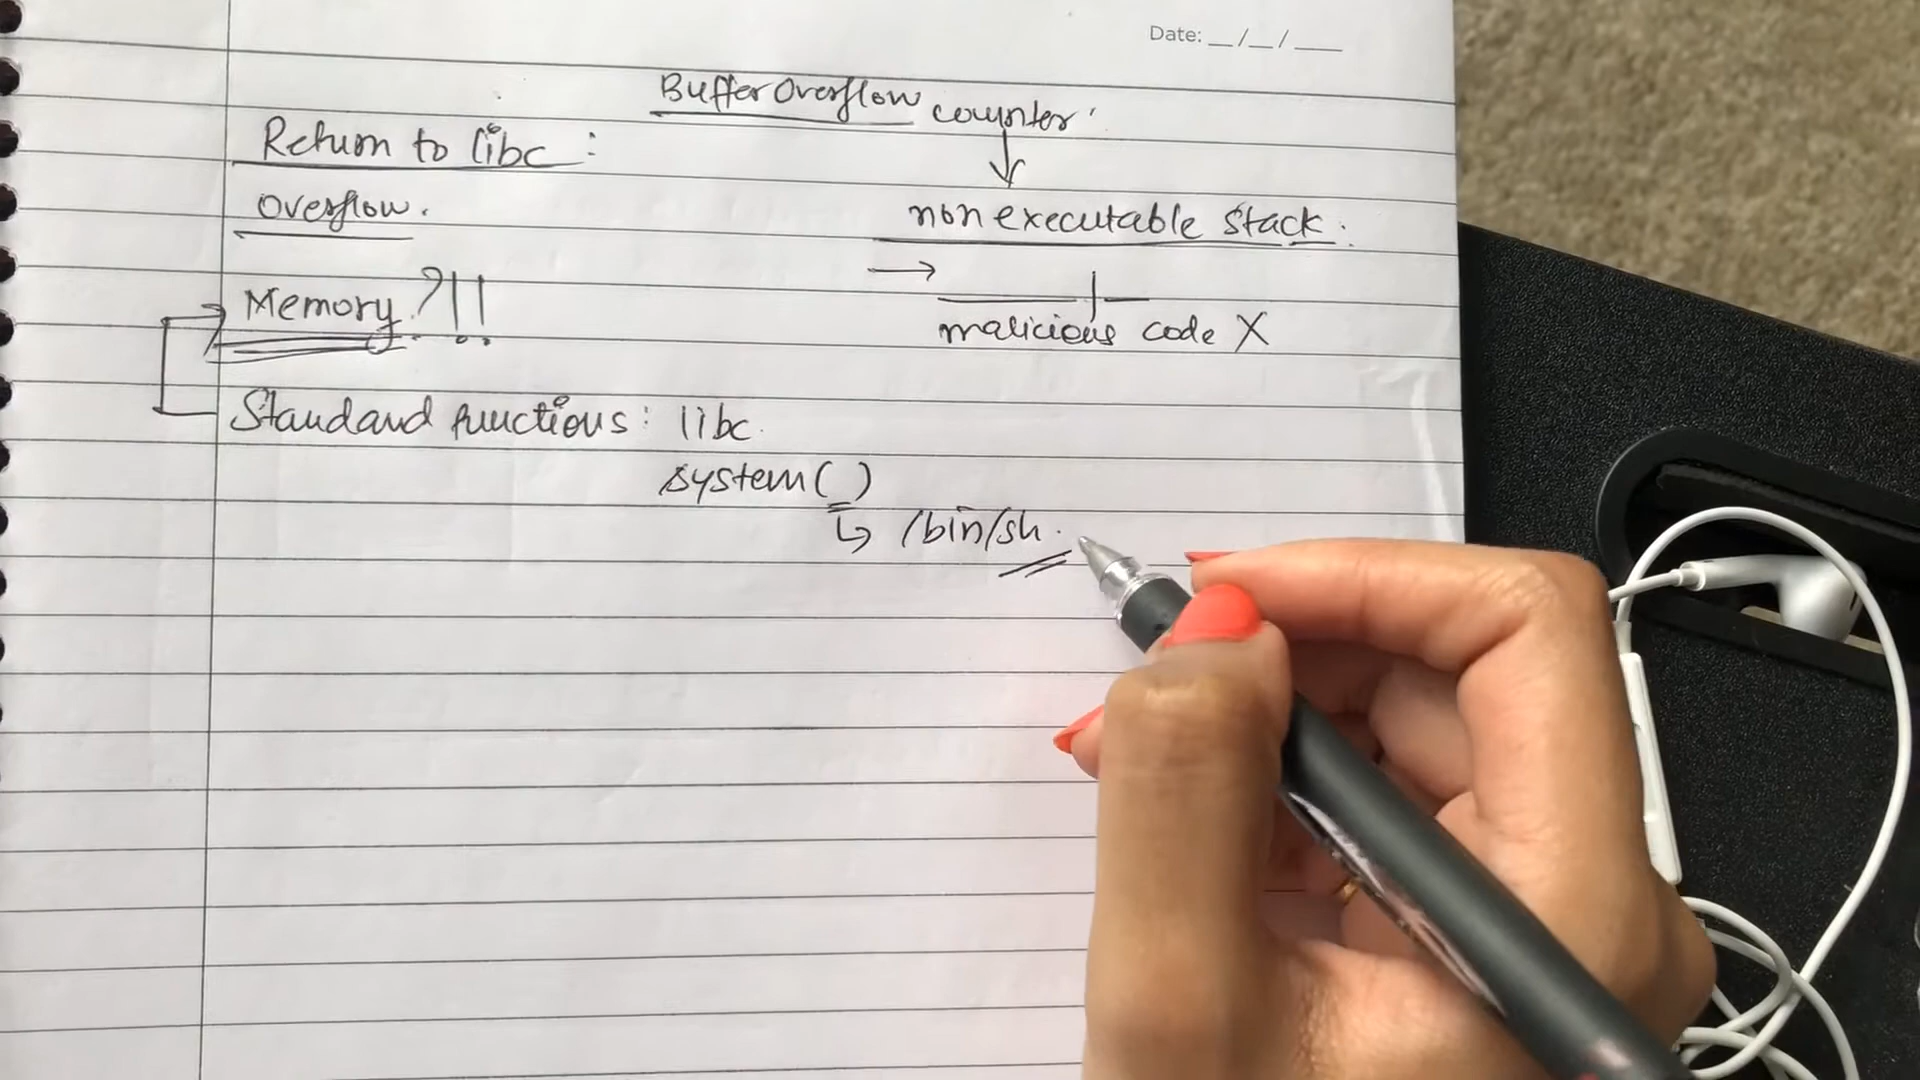 Date: __/__/____
Buffer Overflow counter
Return to libc :
overflow.
non executable stack.
Memory ?!!
malicious code X
Standard functions: libc.
system( )
↳ /bin/sh.